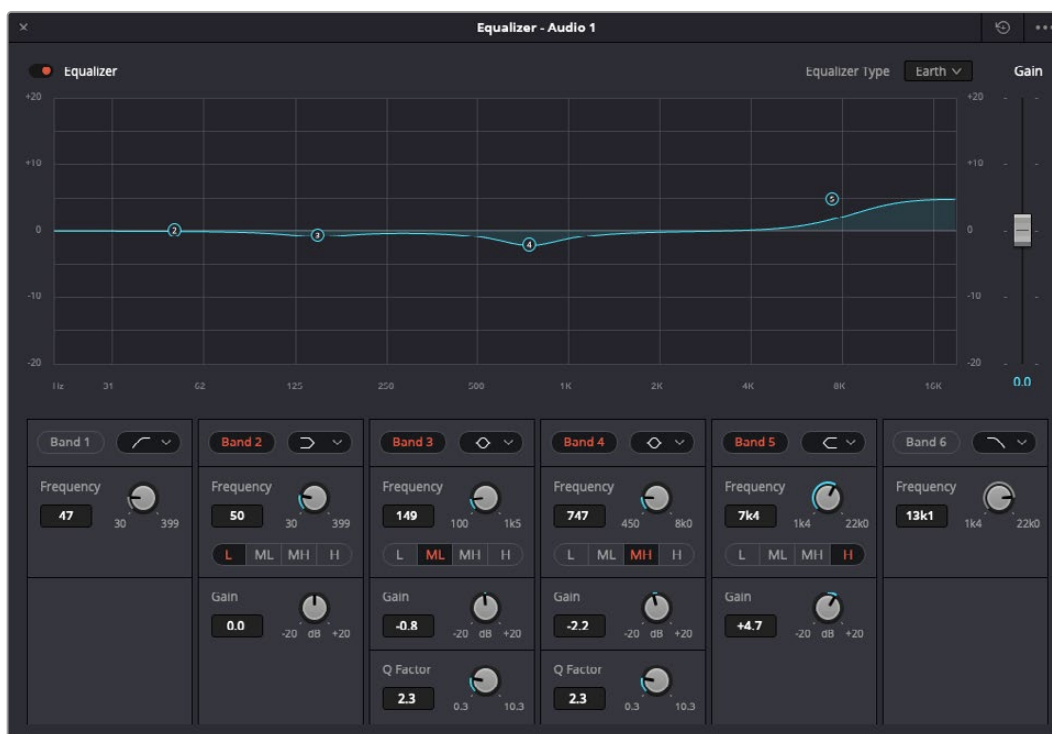 Equalizer - Audio 1
Equalizer
Equalizer Type Earth Gain
+20 +20
+10 +10
0 0
-10 -10
-20 -20
Hz 31 62 125 250 500 1K 2K 4K 8K 16K 0.0
Band 1 Band 2 Band 3 Band 4 Band 5 Band 6
Frequency Frequency Frequency Frequency Frequency Frequency
47 30 399 50 30 399 149 100 1k5 747 450 8k0 7k4 1k4 22k0 13k1 1k4 22k0
L ML MH H L ML MH H L ML MH H L ML MH H
Gain Gain Gain Gain
0.0 -20 dB +20 -0.8 -20 dB +20 -2.2 -20 dB +20 +4.7 -20 dB +20
Q Factor Q Factor
2.3 0.3 10.3 2.3 0.3 10.3
2 3 4 5